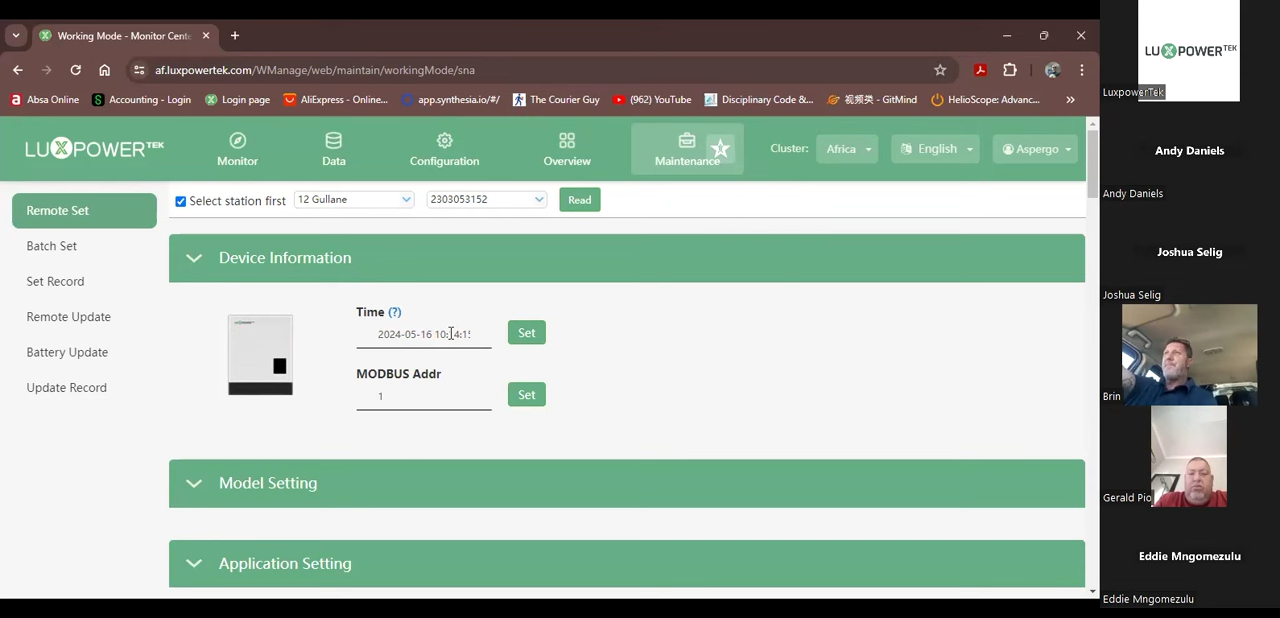 Working Mode - Monitor Cente
af.luxpowertek.com/WManage/web/maintain/workingMode/sna
Absa Online
Accounting - Login
Login page
AliExpress - Online...
app.synthesia.io/#/
The Courier Guy
(962) YouTube
Disciplinary Code &...
视频类 - GitMind
HelioScope: Advanc...
LUXPOWERTEK
Monitor
Data
Configuration
Overview
Maintenance
Cluster:
Africa
English
Aspergo
Remote Set
Batch Set
Set Record
Remote Update
Battery Update
Update Record
Select station first
12 Gullane
2303053152
Read
Device Information
Time (?)
2024-05-16
Set
MODBUS Addr
1
Set
Model Setting
Application Setting
LUXPOWERTEK
LuxpowerTek
Andy Daniels
Andy Daniels
Joshua Selig
Joshua Selig
Brin
Gerald Pio
Eddie Mngomezulu
Eddie Mngomezulu